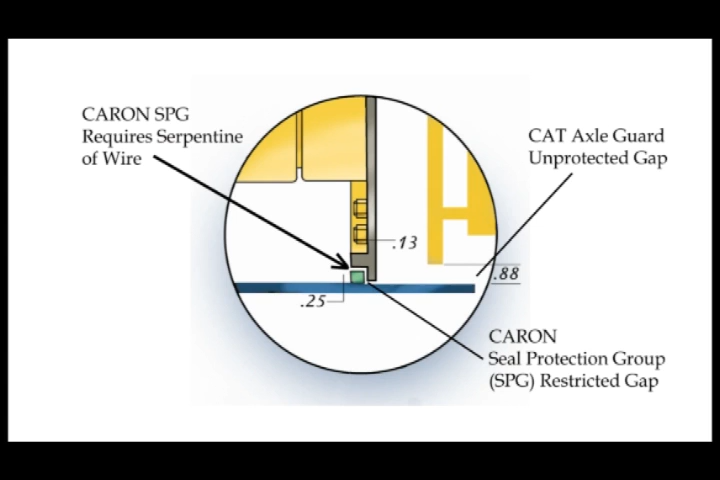 CARON SPG
Requires Serpentine
of Wire
CAT Axle Guard
Unprotected Gap
.13
.88
.25
CARON
Seal Protection Group
(SPG) Restricted Gap